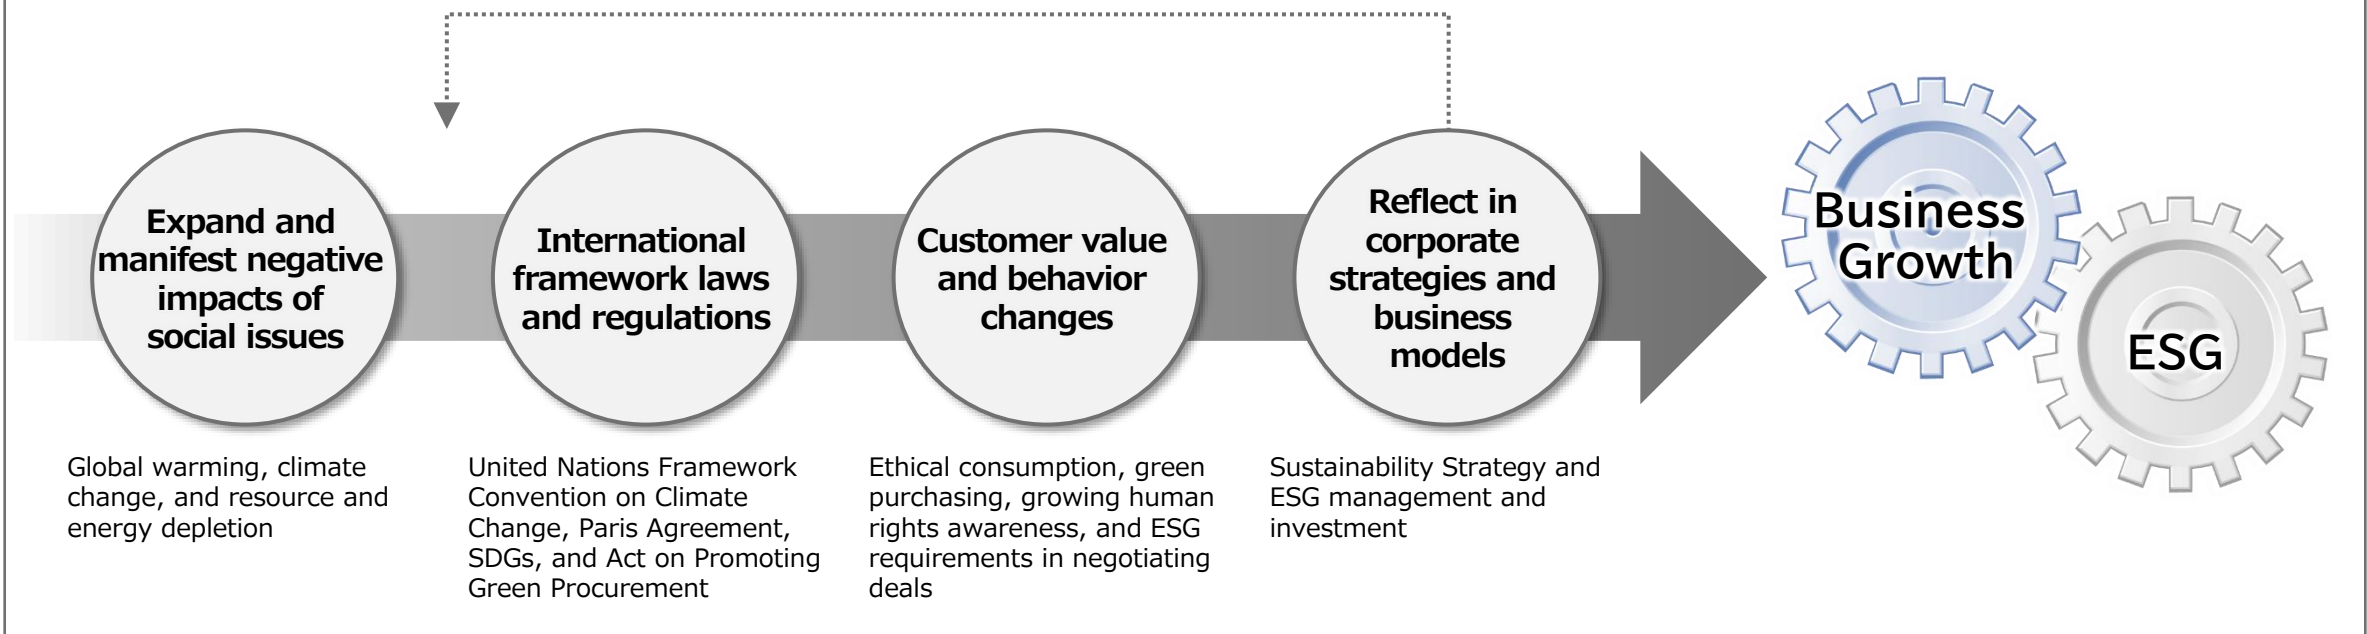 Expand and
manifest negative
impacts of
social issues
International
framework laws
and regulations
Customer value
and behavior
changes
Reflect in
corporate
strategies and
business
models
Business
Growth
ESG
Global warming, climate
change, and resource and
energy depletion
United Nations Framework
Convention on Climate
Change, Paris Agreement,
SDGs, and Act on Promoting
Green Procurement
Ethical consumption, green
purchasing, growing human
rights awareness, and ESG
requirements in negotiating
deals
Sustainability Strategy and
ESG management and
investment